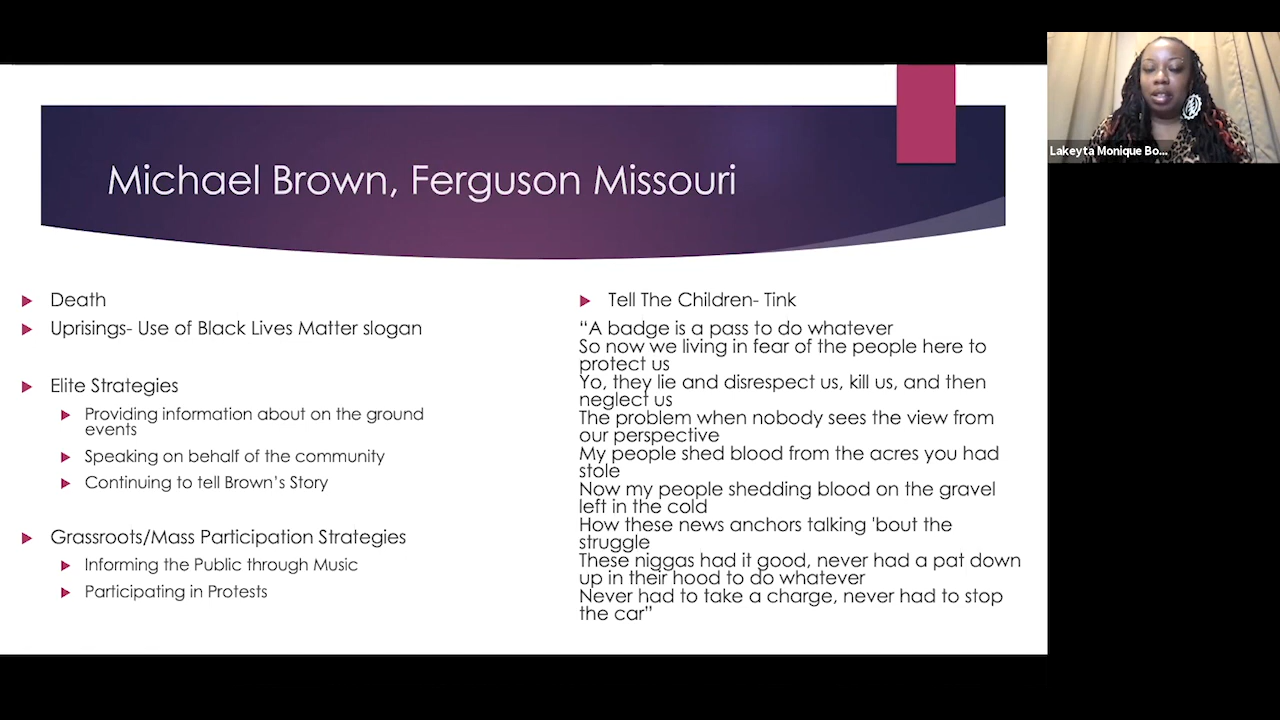 Michael Brown, Ferguson Missouri
Death
Uprisings- Use of Black Lives Matter slogan
Elite Strategies
Providing information about on the ground
events
Speaking on behalf of the community
Continuing to tell Brown's Story
Grassroots/Mass Participation Strategies
Informing the Public through Music
Participating in Protests
Tell The Children- Tink
“A badge is a pass to do whatever
So now we living in fear of the people here to
protect us
Yo, they lie and disrespect us, kill us, and then
neglect us
The problem when nobody sees the view from
our perspective
My people shed blood from the acres you had
stole
Now my people shedding blood on the gravel
left in the cold
How these news anchors talking 'bout the
struggle
These niggas had it good, never had a pat down
up in their hood to do whatever
Never had to take a charge, never had to stop
the car”
Lakeyta Monique Bo...